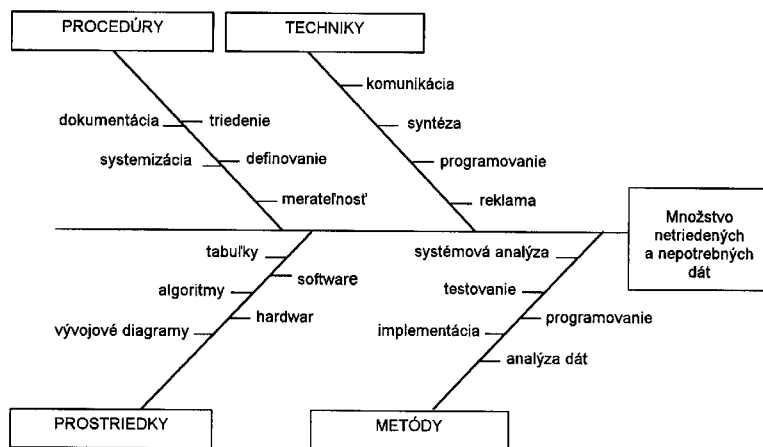 PROCEDÚRY
TECHNIKY
komunikácia
dokumentácia
triedenie
syntéza
systemizácia
definovanie
programovanie
merateľnosť
reklama
Množstvo
netriedených
a nepotrebných
dát
tabuľky
systémová analýza
software
algoritmy
testovanie
hardwar
programovanie
vývojové diagramy
implementácia
analýza dát
PROSTRIEDKY
METÓDY